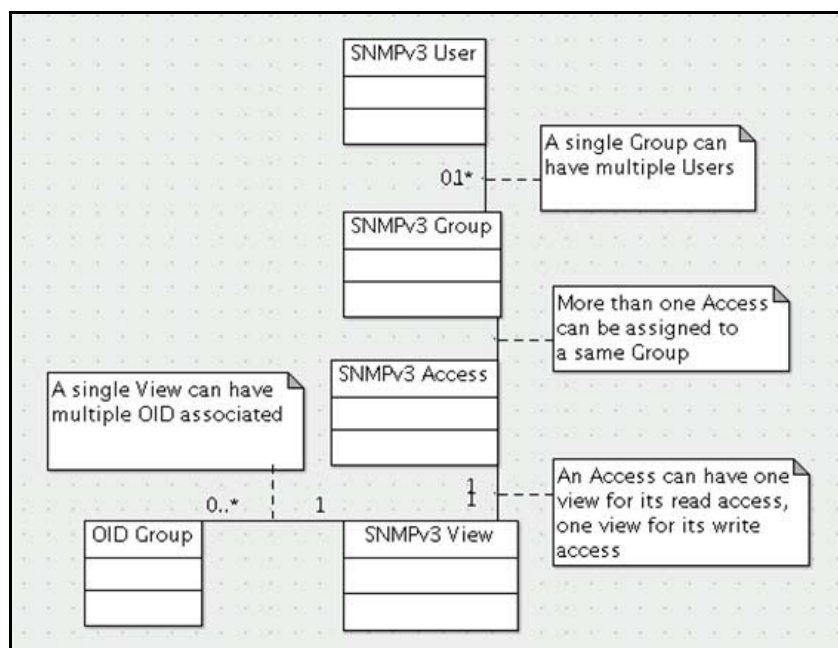 SNMPv3 User
A single Group can
have multiple Users
0.1*
SNMPv3 Group
More than one Access
can be assigned to
a same Group
SNMPv3 Access
A single View can have
multiple OID associated
An Access can have one
view for its read access,
one view for its write
access
1
1
0..*
1
OID Group
SNMPv3 View